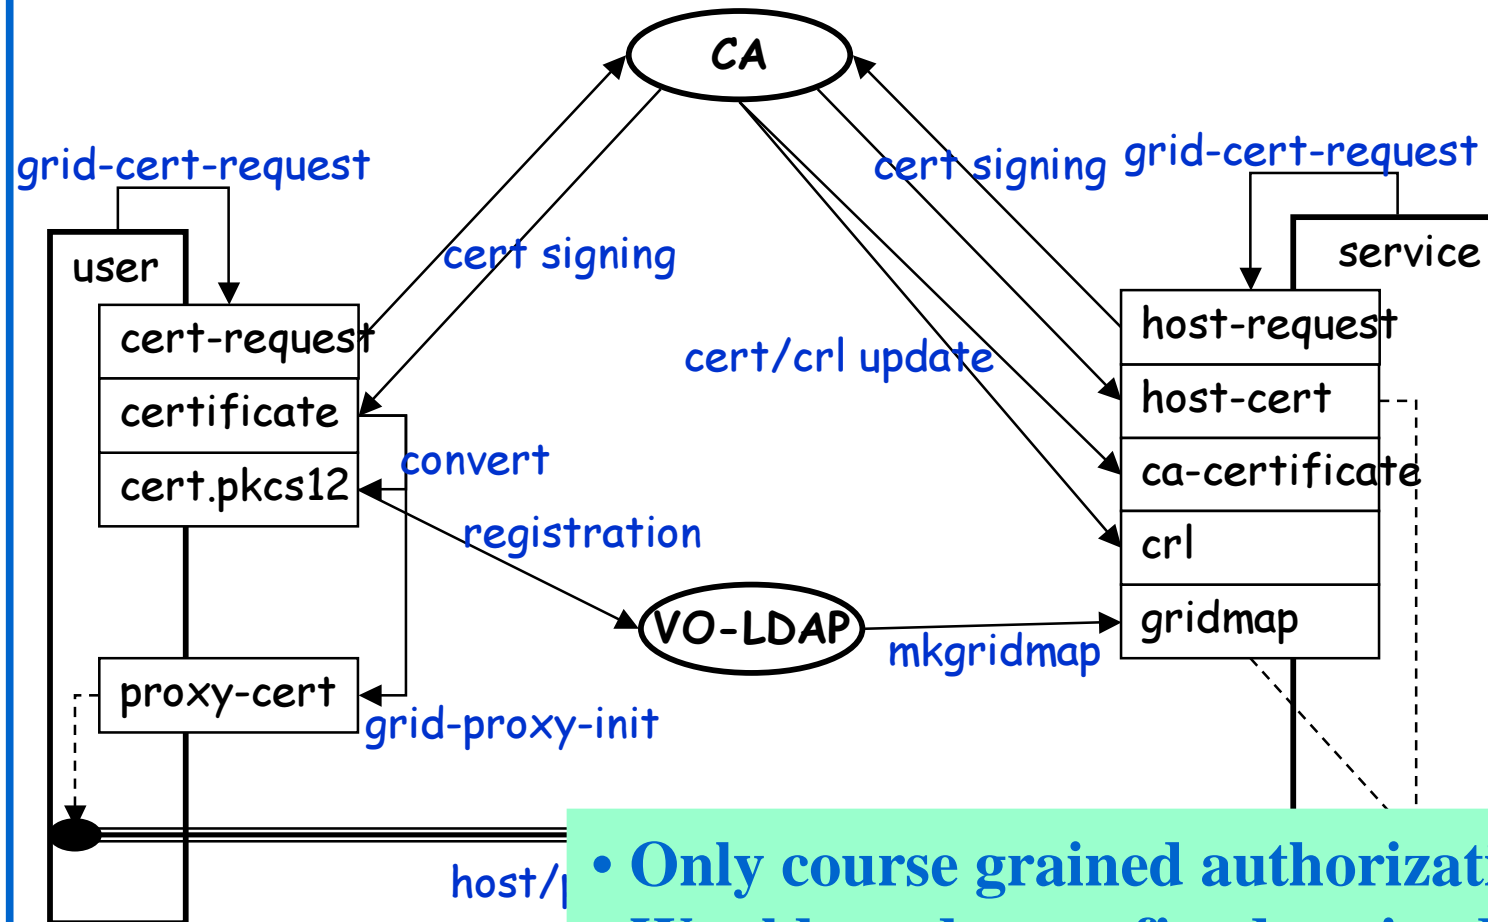 CA
grid-cert-request
cert signing
grid-cert-request
user
cert signing
service
cert-request
host-request
cert/crl update
certificate
host-cert
convert
cert.pkcs12
ca-certificate
registration
crl
VO-LDAP
gridmap
mkgridmap
proxy-cert
grid-proxy-init
host/
• Only course grained